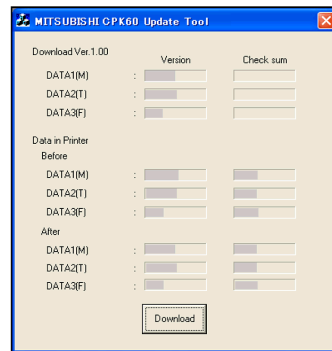 MITSUBISHI CPK60 Update Tool
Download Ver.1.00
Version Check sum
DATA1(M) :
DATA2(T) :
DATA3(F) :
Data in Printer
Before
DATA1(M) :
DATA2(T) :
DATA3(F) :
After
DATA1(M) :
DATA2(T) :
DATA3(F) :
Download